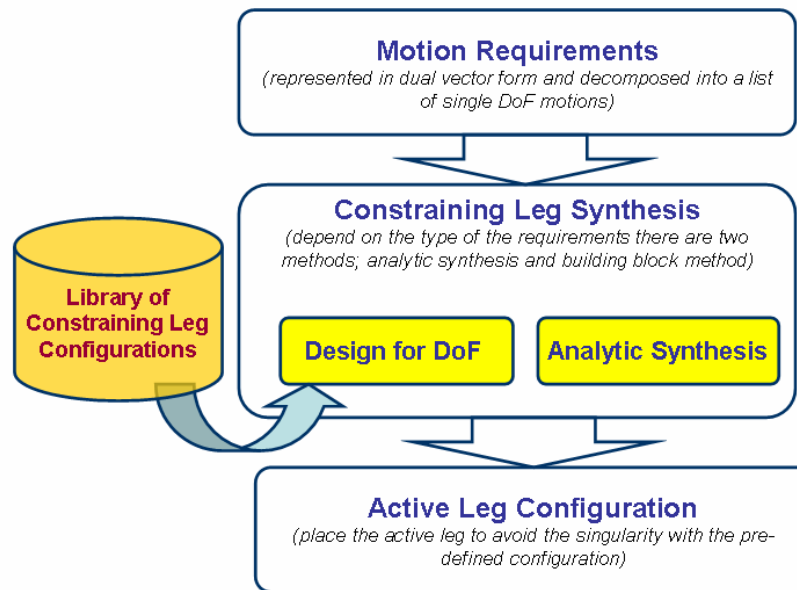 Motion Requirements
(represented in dual vector form and decomposed into a list
of single DoF motions)
Constraining Leg Synthesis
(depend on the type of the requirements there are two
methods; analytic synthesis and building block method)
Library of
Constraining Leg
Configurations
Design for DoF
Analytic Synthesis
Active Leg Configuration
(place the active leg to avoid the singularity with the pre-
defined configuration)